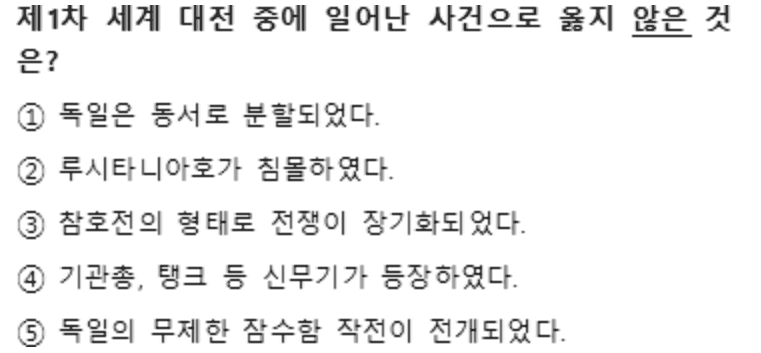 제1차 세계 대전 중에 일어난 사건으로 옳지 않은 것
은?
① 독일은 동서로 분할되었다.
② 루시타니아호가 침몰하였다.
③ 참호전의 형태로 전쟁이 장기화되었다.
④ 기관총, 탱크 등 신무기가 등장하였다.
⑤ 독일의 무제한 잠수함 작전이 전개되었다.